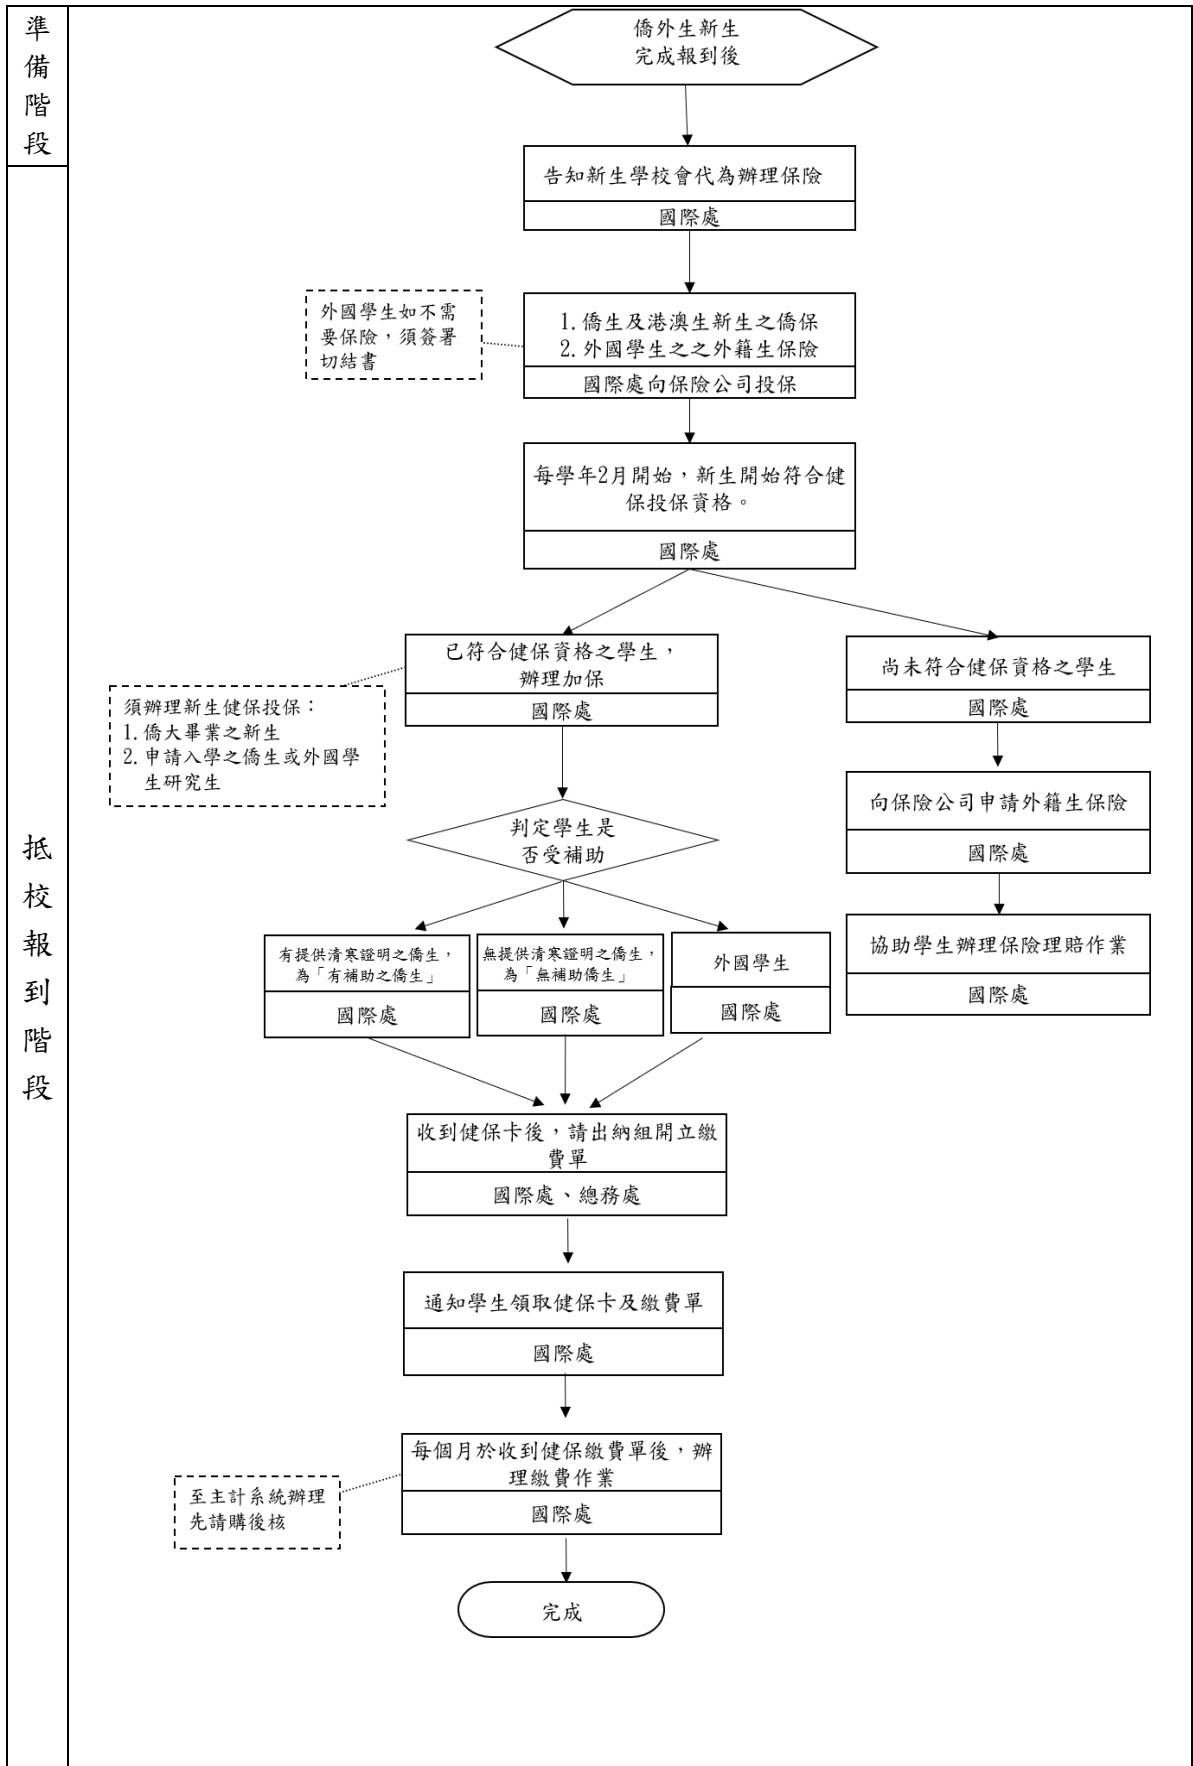 準
備
階
段
僑外生新生
完成報到後
告知新生學校會代為辦理保險
國際處
外國學生如不需
要保險，須簽署
切結書
1.僑生及港澳生新生之僑保
2.外國學生之之外籍生保險
國際處向保險公司投保
每學年2月開始，新生開始符合健
保投保資格。
國際處
已符合健保資格之學生，
辦理加保
國際處
尚未符合健保資格之學生
國際處
須辦理新生健保投保：
1.僑大畢業之新生
2.申請入學之僑生或外國學
生研究生
向保險公司申請外籍生保險
國際處
判定學生是
否受補助
抵
校
報
到
階
段
有提供清寒證明之僑生，
為「有補助之僑生」
國際處
無提供清寒證明之僑生，
為「無補助僑生」
國際處
外國學生
國際處
協助學生辦理保險理賠作業
國際處
收到健保卡後，請出納組開立繳
費單
國際處、總務處
通知學生領取健保卡及繳費單
國際處
每個月於收到健保繳費單後，辦
理繳費作業
國際處
至主計系統辦理
先請購後核
完成